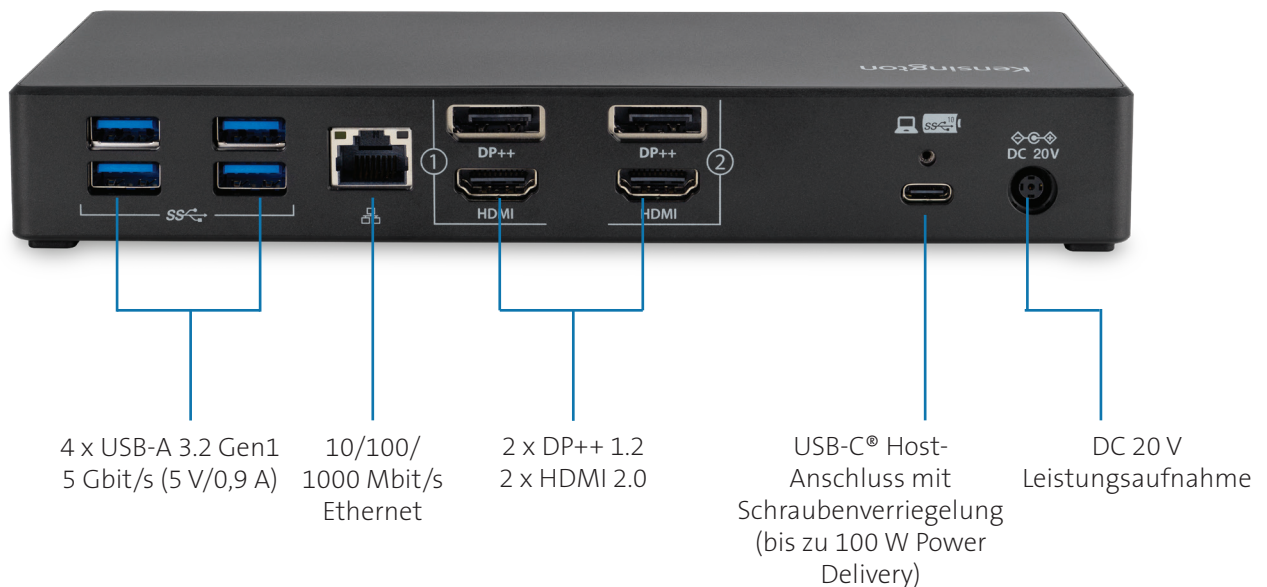 Kensington
SS 10
DC 20V
1
DP++
DP++
2
HDMI
HDMI
SS
4 x USB-A 3.2 Gen1
5 Gbit/s (5 V/0,9 A)
10/100/
1000 Mbit/s
Ethernet
2 x DP++ 1.2
2 x HDMI 2.0
USB-C® Host-
Anschluss mit
Schraubenverriegelung
(bis zu 100 W Power
Delivery)
DC 20 V
Leistungsaufnahme